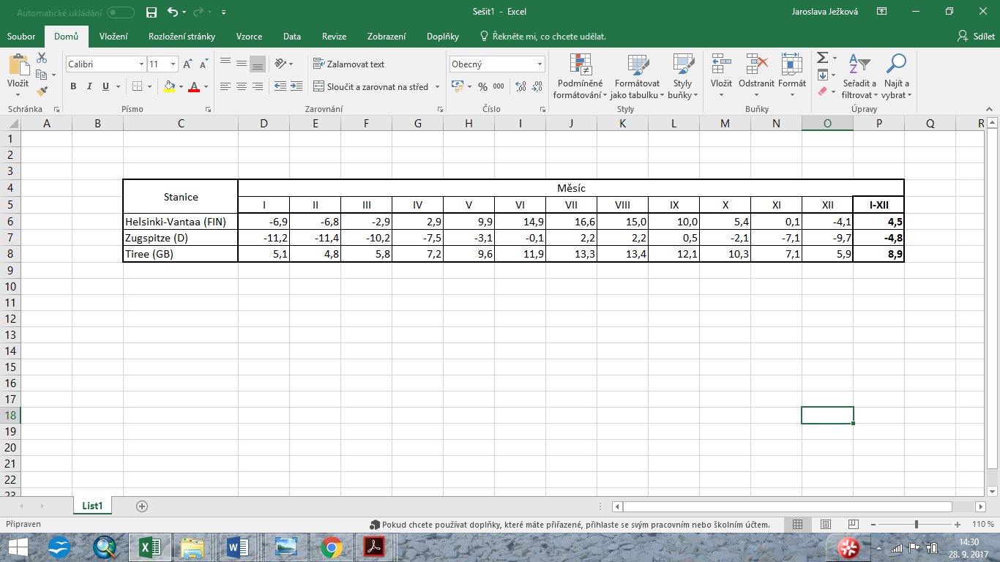 Automatické ukládání
Sešit1 - Excel
Jaroslava Ježková
Soubor Domů Vložení Rozložení stránky Vzorce Data Revize Zobrazení Doplňky Řekněte mi, co chcete udělat. Sdílet
Vložit
Calibri 11
B I U A
Zalamovat text
Sloučit a zarovnat na střed
Obecný
% 000
Podmíněné formátování
Formátovat jako tabulku
Styly buňky
Vložit Odstranit Formát
Seřadit a filtrovat
Najít a vybrat
Schránka Písmo Zarovnání Číslo Styly Buňky Úpravy
A B C D E F G H I J K L M N O P Q R
1
2
3
4 Stanice Měsíc
5 I II III IV V VI VII VIII IX X XI XII I-XII
6 Helsinki-Vantaa (FIN) -6,9 -6,8 -2,9 2,9 9,9 14,9 16,6 15,0 10,0 5,4 0,1 -4,1 4,5
7 Zugspitze (D) -11,2 -11,4 -10,2 -7,5 -3,1 -0,1 2,2 2,2 0,5 -2,1 -7,1 -9,7 -4,8
8 Tiree (GB) 5,1 4,8 5,8 7,2 9,6 11,9 13,3 13,4 12,1 10,3 7,1 5,9 8,9
9
10
11
12
13
14
15
16
17
18
19
20
21
22
23
List1
Připraven
Pokud chcete používat doplňky, které máte přiřazené, přihlaste se svým pracovním nebo školním účtem.
110 %
14:30
28. 9. 2017